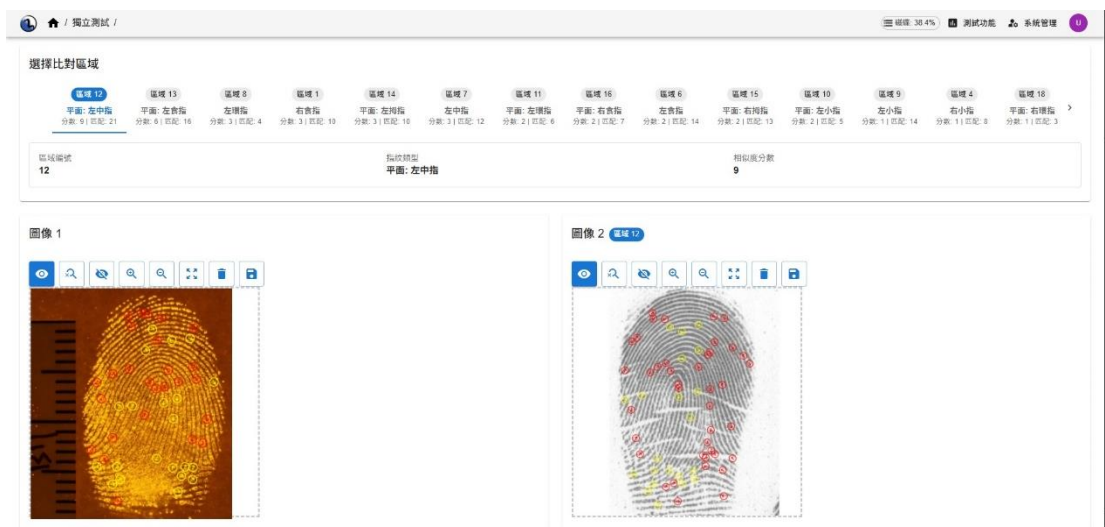 / 獨立測試 /
磁碟: 38.4%
測試功能
系統管理
U
選擇比對區域
區域 12
平面: 左中指
分數: 9 | 匹配: 21
區域 13
平面: 左食指
分數: 6 | 匹配: 16
區域 8
左環指
分數: 3 | 匹配: 4
區域 1
右食指
分數: 3 | 匹配: 10
區域 14
平面: 左拇指
分數: 3 | 匹配: 10
區域 7
左中指
分數: 3 | 匹配: 12
區域 11
平面: 左環指
分數: 2 | 匹配: 6
區域 16
平面: 右食指
分數: 2 | 匹配: 7
區域 6
左食指
分數: 2 | 匹配: 14
區域 15
平面: 右拇指
分數: 2 | 匹配: 13
區域 10
平面: 左小指
分數: 2 | 匹配: 5
區域 9
左小指
分數: 1 | 匹配: 14
區域 4
右小指
分數: 1 | 匹配: 8
區域 18
平面: 右環指
分數: 1 | 匹配: 3
區域編號
12
指紋類型
平面: 左中指
相似度分數
9
圖像 1
圖像 2
區域 12